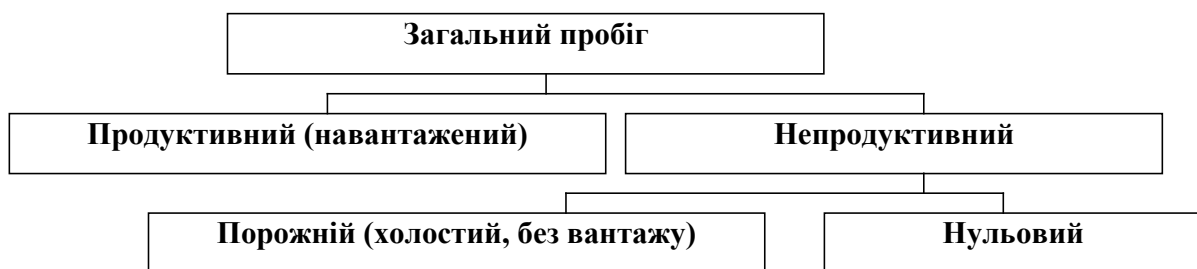 Загальний пробіг
Продуктивний (навантажений)
Непродуктивний
Порожній (холостий, без вантажу)
Нульовий